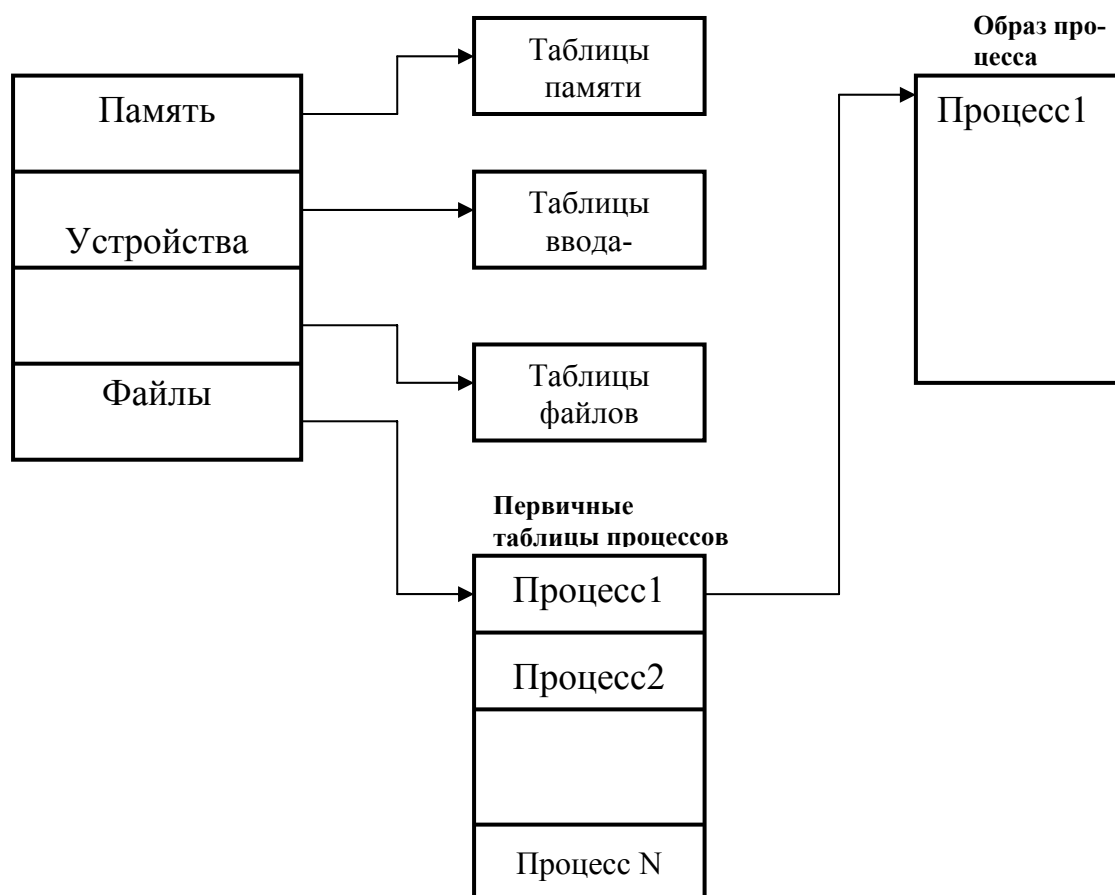 Память
Устройства
Файлы
Таблицы
памяти
Таблицы
ввода-
Таблицы
файлов
Первичные
таблицы процессов
Процесс1
Процесс2
Процесс N
Образ про-
цесса
Процесс1